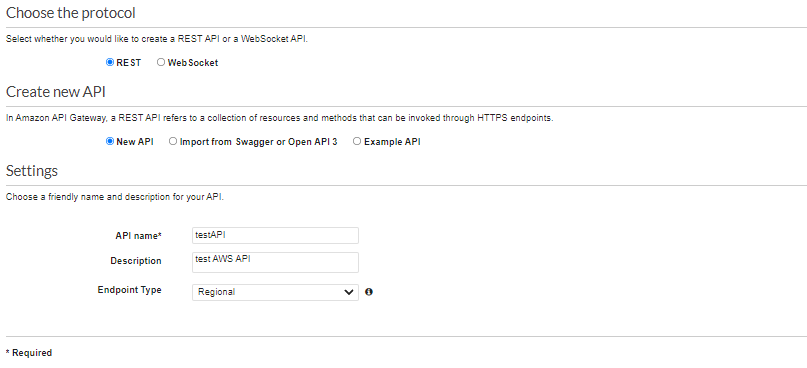 Choose the protocol
Select whether you would like to create a REST API or a WebSocket API.
REST WebSocket
Create new API
In Amazon API Gateway, a REST API refers to a collection of resources and methods that can be invoked through HTTPS endpoints.
New API Import from Swagger or Open API 3 Example API
Settings
Choose a friendly name and description for your API.
API name* testAPI
Description test AWS API
Endpoint Type Regional
* Required